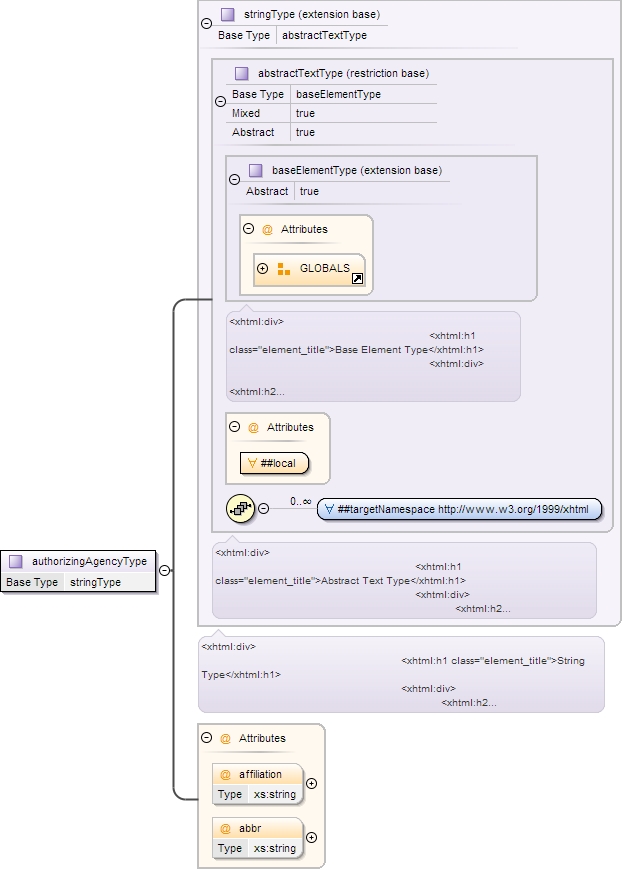 stringType (extension base)
Base Type abstractTextType
abstractTextType (restriction base)
Base Type baseElementType
Mixed true
Abstract true
baseElementType (extension base)
Abstract true
@ Attributes
GLOBALS
<xhtml:div>
<xhtml:h1
class="element_title">Base Element Type</xhtml:h1>
<xhtml:div>
<xhtml:h2...
@ Attributes
∀ ##local
0..∞
∀ ##targetNamespace http://www.w3.org/1999/xhtml
authorizingAgencyType
Base Type stringType
<xhtml:div>
<xhtml:h1
class="element_title">Abstract Text Type</xhtml:h1>
<xhtml:div>
<xhtml:h2...
<xhtml:div>
<xhtml:h1 class="element_title">String
Type</xhtml:h1>
<xhtml:div>
<xhtml:h2...
@ Attributes
@ affiliation
Type xs:string
@ abbr
Type xs:string